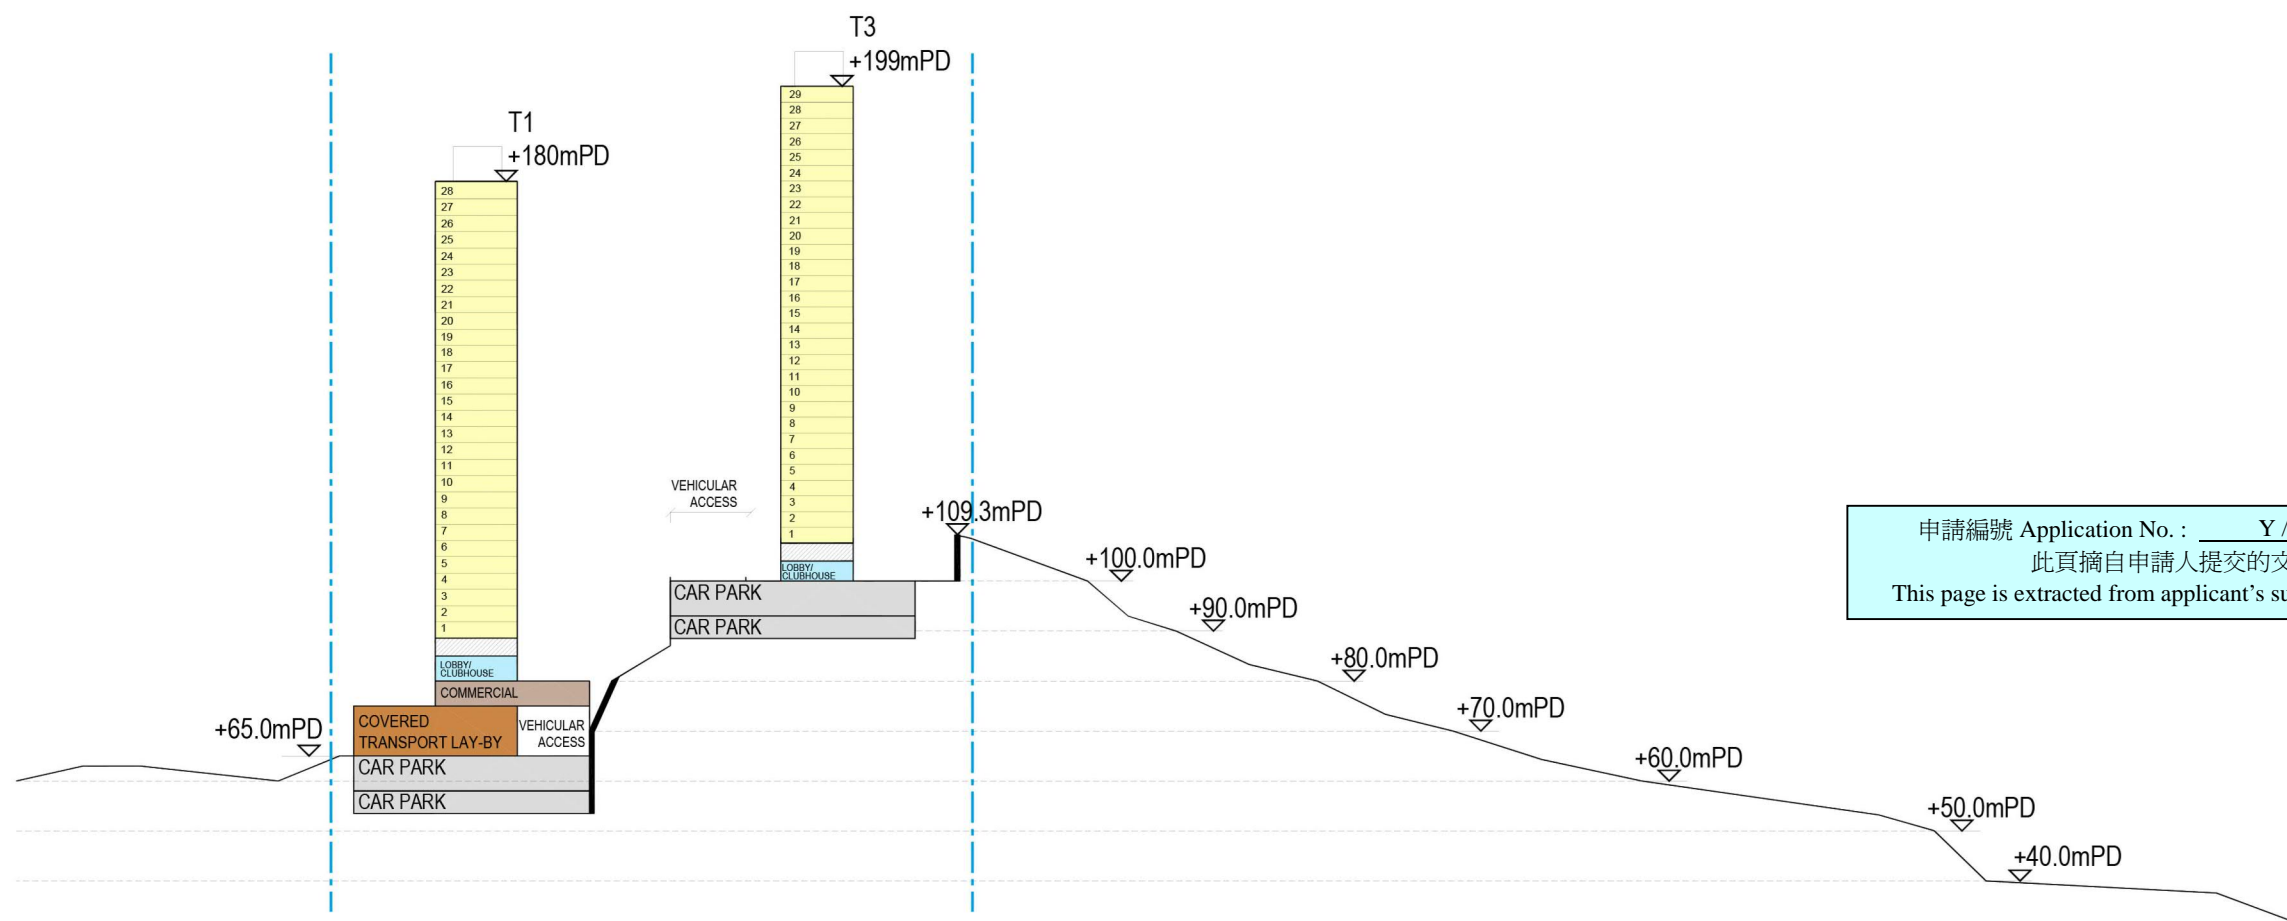 T3
+199mPD
29
28
27
26
25
24
23
22
21
20
19
18
17
16
15
14
13
12
11
10
9
8
7
6
5
4
3
2
1
LOBBY/
CLUBHOUSE
CAR PARK
CAR PARK
VEHICULAR
ACCESS
T1
+180mPD
28
27
26
25
24
23
22
21
20
19
18
17
16
15
14
13
12
11
10
9
8
7
6
5
4
3
2
1
LOBBY/
CLUBHOUSE
COMMERCIAL
COVERED
TRANSPORT LAY-BY
VEHICULAR
ACCESS
CAR PARK
CAR PARK
+65.0mPD
+109.3mPD
+100.0mPD
+90.0mPD
+80.0mPD
+70.0mPD
+60.0mPD
+50.0mPD
+40.0mPD
申請編號 Application No. : Y /
此頁摘自申請人提交的文
This page is extracted from applicant's su